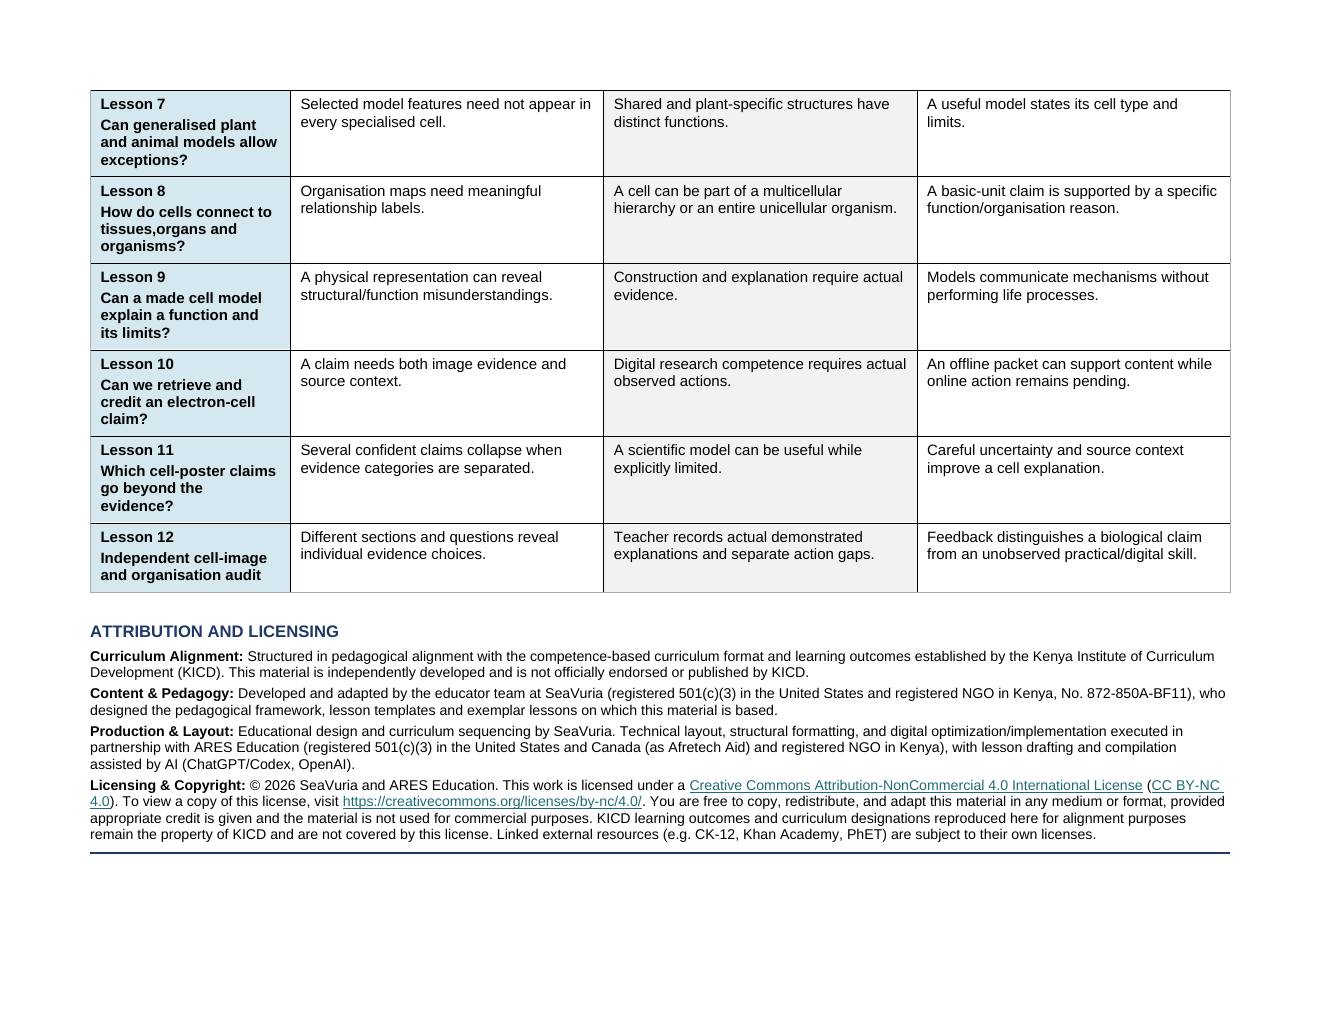 Lesson 7
Can generalised plant
and animal models allow
exceptions?
Selected model features need not appear in
every specialised cell.
Shared and plant-specific structures have
distinct functions.
A useful model states its cell type and
limits.
Lesson 8
How do cells connect to
tissues,organs and
organisms?
Organisation maps need meaningful
relationship labels.
A cell can be part of a multicellular
hierarchy or an entire unicellular organism.
A basic-unit claim is supported by a specific
function/organisation reason.
Lesson 9
Can a made cell model
explain a function and
its limits?
A physical representation can reveal
structural/function misunderstandings.
Construction and explanation require actual
evidence.
Models communicate mechanisms without
performing life processes.
Lesson 10
Can we retrieve and
credit an electron-cell
claim?
A claim needs both image evidence and
source context.
Digital research competence requires actual
observed actions.
An offline packet can support content while
online action remains pending.
Lesson 11
Which cell-poster claims
go beyond the
evidence?
Several confident claims collapse when
evidence categories are separated.
A scientific model can be useful while
explicitly limited.
Careful uncertainty and source context
improve a cell explanation.
Lesson 12
Independent cell-image
and organisation audit
Different sections and questions reveal
individual evidence choices.
Teacher records actual demonstrated
explanations and separate action gaps.
Feedback distinguishes a biological claim
from an unobserved practical/digital skill.
ATTRIBUTION AND LICENSING
Curriculum Alignment: Structured in pedagogical alignment with the competence-based curriculum format and learning outcomes established by the Kenya Institute of Curriculum
Development (KICD). This material is independently developed and is not officially endorsed or published by KICD.
Content & Pedagogy: Developed and adapted by the educator team at SeaVuria (registered 501(c)(3) in the United States and registered NGO in Kenya, No. 872-850A-BF11), who
designed the pedagogical framework, lesson templates and exemplar lessons on which this material is based.
Production & Layout: Educational design and curriculum sequencing by SeaVuria. Technical layout, structural formatting, and digital optimization/implementation executed in
partnership with ARES Education (registered 501(c)(3) in the United States and Canada (as Afretech Aid) and registered NGO in Kenya), with lesson drafting and compilation
assisted by AI (ChatGPT/Codex, OpenAI).
Licensing & Copyright: © 2026 SeaVuria and ARES Education. This work is licensed under a Creative Commons Attribution-NonCommercial 4.0 International License (CC BY-NC
4.0). To view a copy of this license, visit https://creativecommons.org/licenses/by-nc/4.0/. You are free to copy, redistribute, and adapt this material in any medium or format, provided
appropriate credit is given and the material is not used for commercial purposes. KICD learning outcomes and curriculum designations reproduced here for alignment purposes
remain the property of KICD and are not covered by this license. Linked external resources (e.g. CK-12, Khan Academy, PhET) are subject to their own licenses.